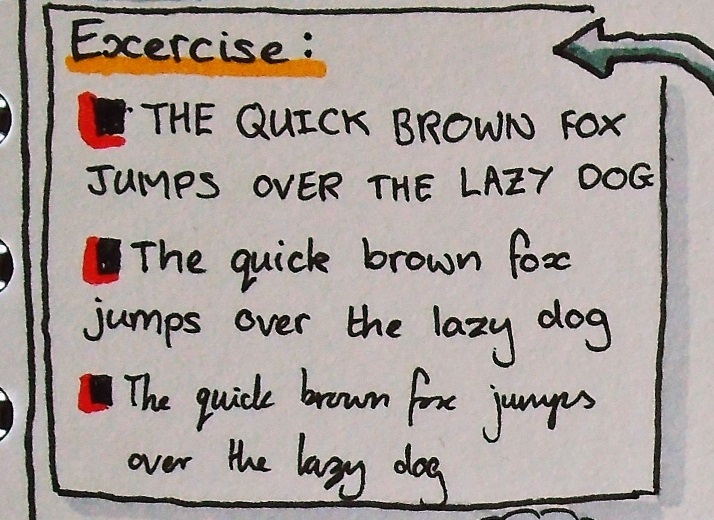 Excercise:
THE QUICK BROWN FOX
JUMPS OVER THE LAZY DOG
The quick brown fox
jumps over the lazy dog
The quick brown fox jumps
over the lazy dog